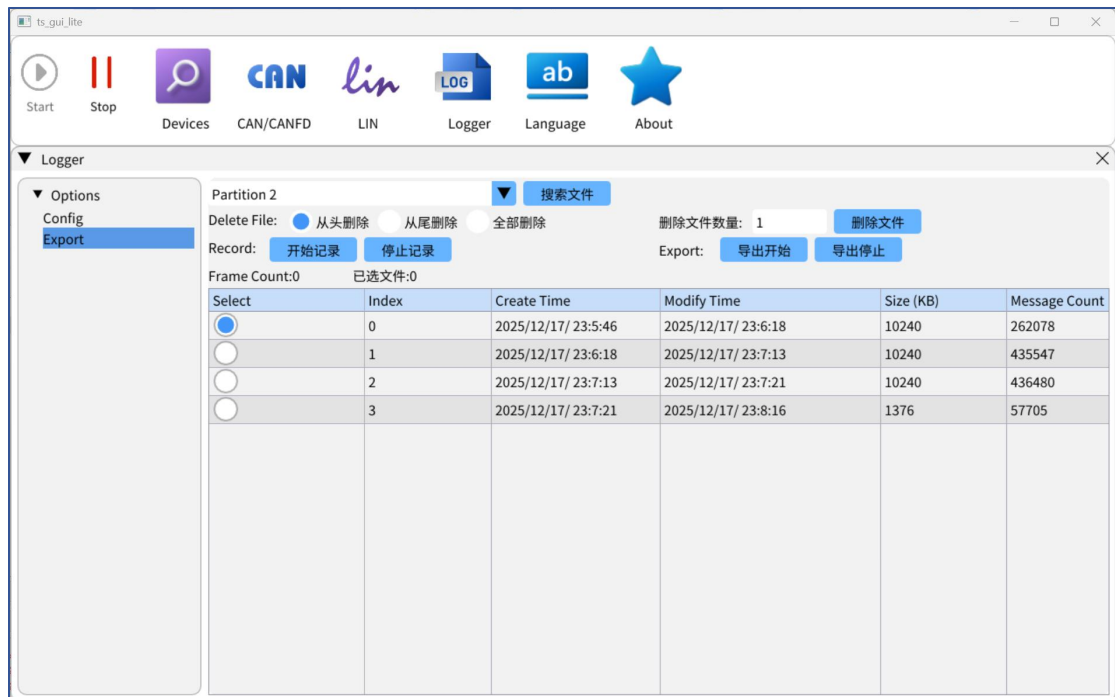 ts_gui_lite
Start Stop Devices CAN CAN/CANFD lin LIN LOG Logger ab Language About
Logger
Options
Config
Export
Partition 2 搜索文件
Delete File: 从头删除 从尾删除 全部删除 删除文件数量: 1 删除文件
Record: 开始记录 停止记录 Export: 导出开始 导出停止
Frame Count:0 已选文件:0
Select Index Create Time Modify Time Size (KB) Message Count
0 2025/12/17/ 23:5:46 2025/12/17/ 23:6:18 10240 262078
1 2025/12/17/ 23:6:18 2025/12/17/ 23:7:13 10240 435547
2 2025/12/17/ 23:7:13 2025/12/17/ 23:7:21 10240 436480
3 2025/12/17/ 23:7:21 2025/12/17/ 23:8:16 1376 57705